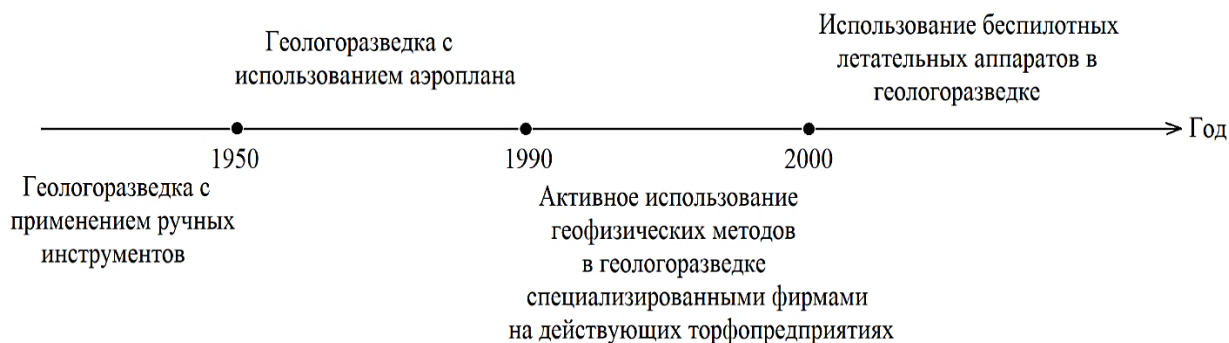 Геологоразведка с
использованием аэроплана
Использование беспилотных
летательных аппаратов в
геологоразведке
Год
1950
1990
2000
Геологоразведка с
применением ручных
инструментов
Активное использование
геофизических методов
в геологоразведке
специализированными фирмами
на действующих торфопредприятиях